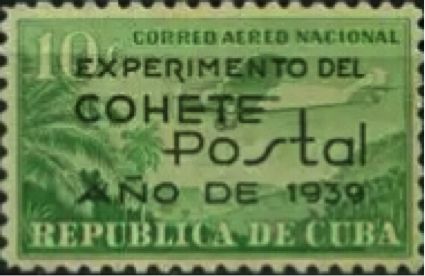 CORREO AEREO NACIONAL
10¢
EXPERIMENTO DEL
COHETE
Postal
AÑO DE 1939
REPUBLICA DE CUBA